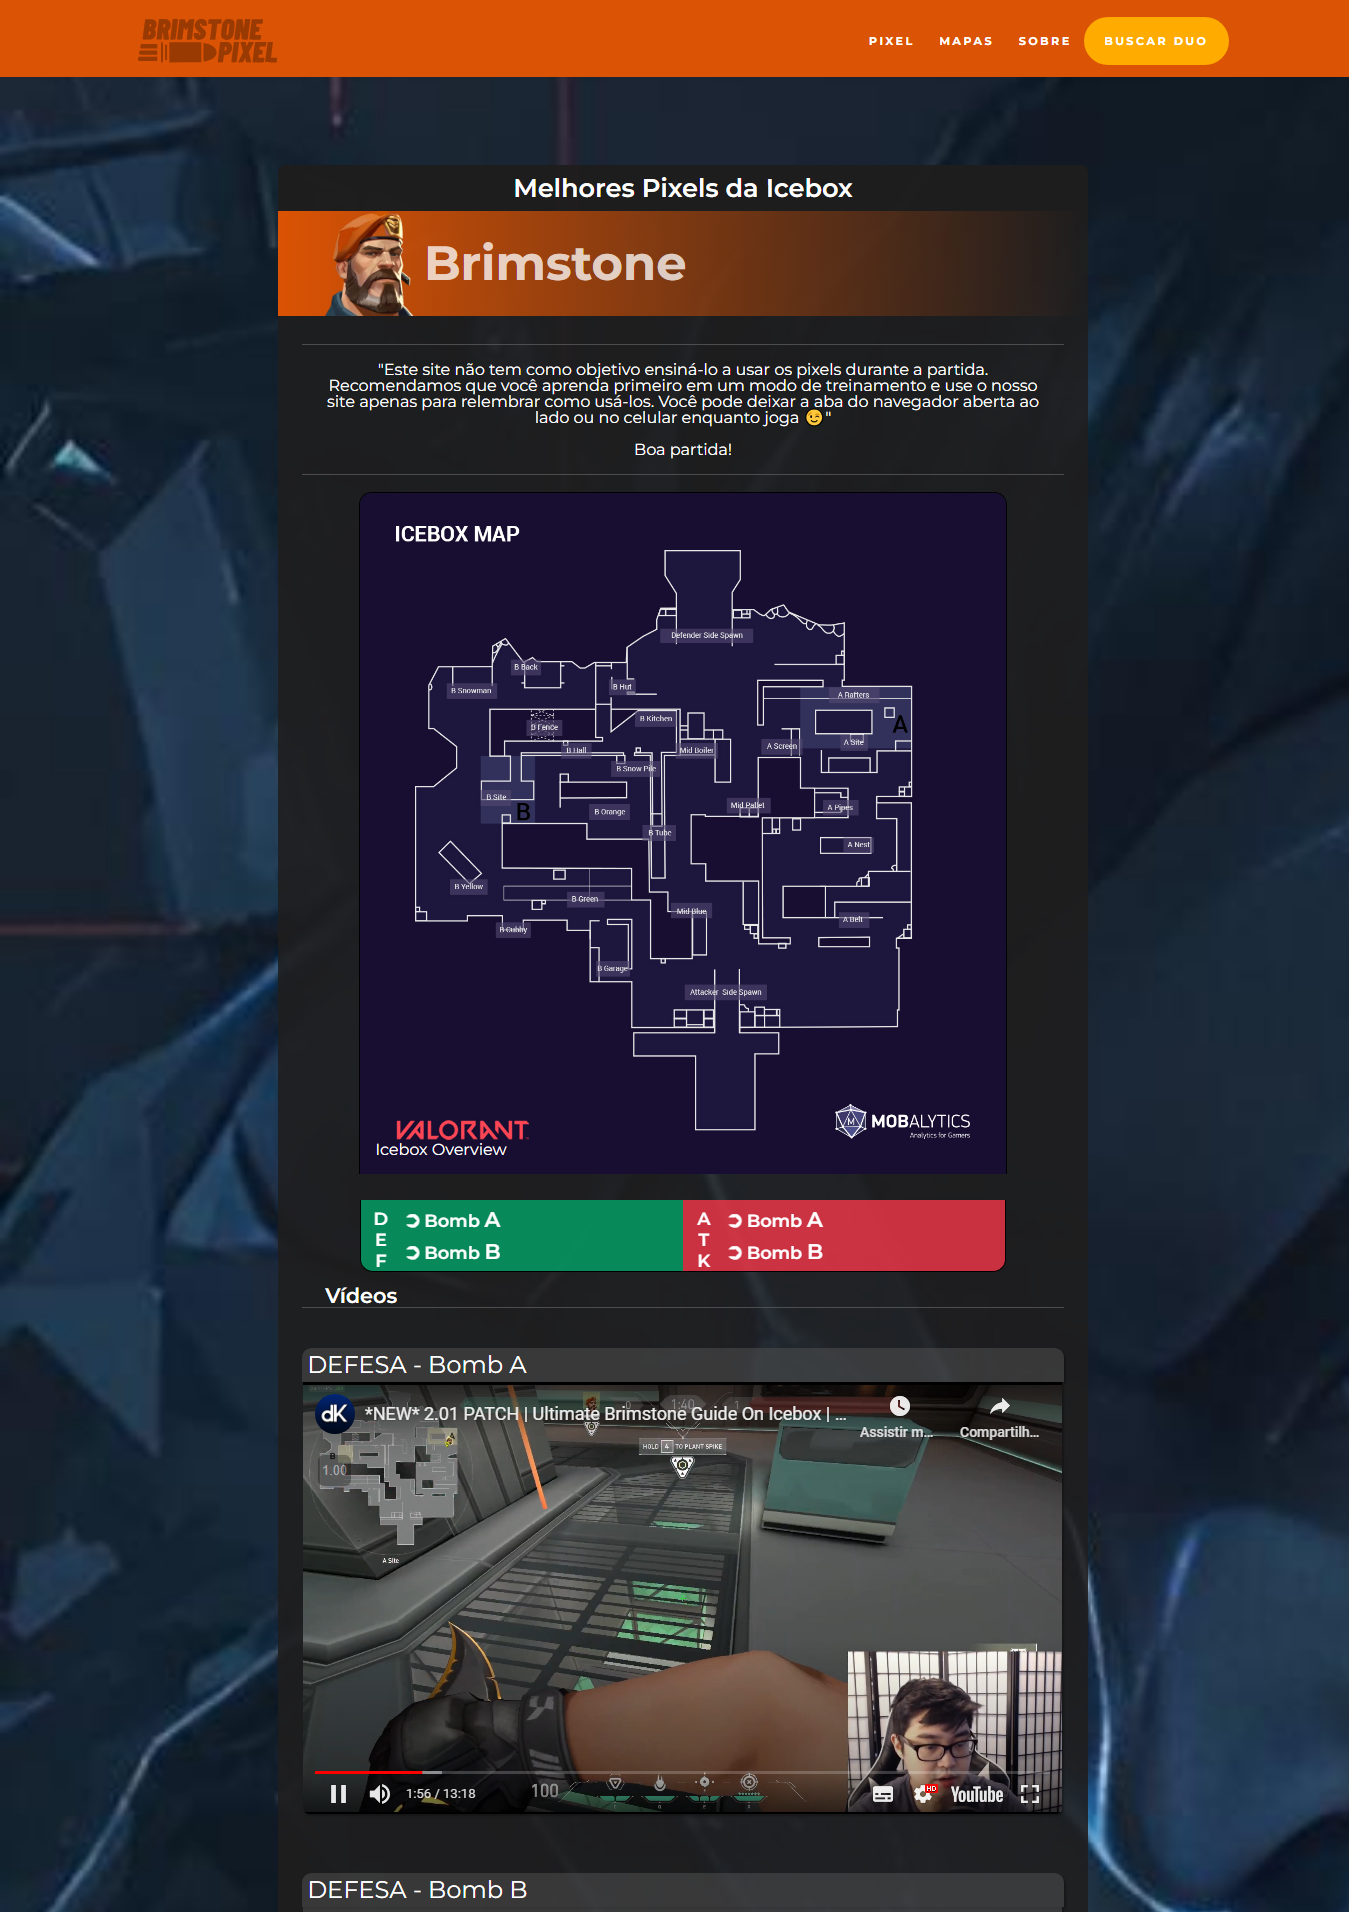 BRIMSTONE
PIXEL
PIXEL
MAPAS
SOBRE
BUSCAR DUO
Melhores Pixels da Icebox
Brimstone
"Este site não tem como objetivo ensiná-lo a usar os pixels durante a partida.
Recomendamos que você aprenda primeiro em um modo de treinamento e use o nosso
site apenas para relembrar como usá-los. Você pode deixar a aba do navegador aberta ao
lado ou no celular enquanto joga 😉"
Boa partida!
ICEBOX MAP
Defender Side Spawn
B Back
B Snowman
B Hut
A Rafters
B Kitchen
A
B Fence
A Site
A Screen
B Hall
Mid Boiler
B Snow Pile
B Site
Mid Pallet
A Pipes
B
B Orange
B Tube
A Nest
B Yellow
B Green
Mid Blue
A Belt
B Cubby
B Garage
Attacker Side Spawn
VALORANT
MOBALYTICS
Analytics for Gamers
Icebox Overview
DEF
Bomb A
Bomb B
ATK
Bomb A
Bomb B
Vídeos
DEFESA - Bomb A
dK
*NEW* 2.01 PATCH | Ultimate Brimstone Guide On Icebox | ...
1:40
1
Assistir m...
Compartilh...
HOLD 4 TO PLANT SPIKE
A
B
1.00
A Site
100
1:56 / 13:18
HD
YouTube
DEFESA - Bomb B